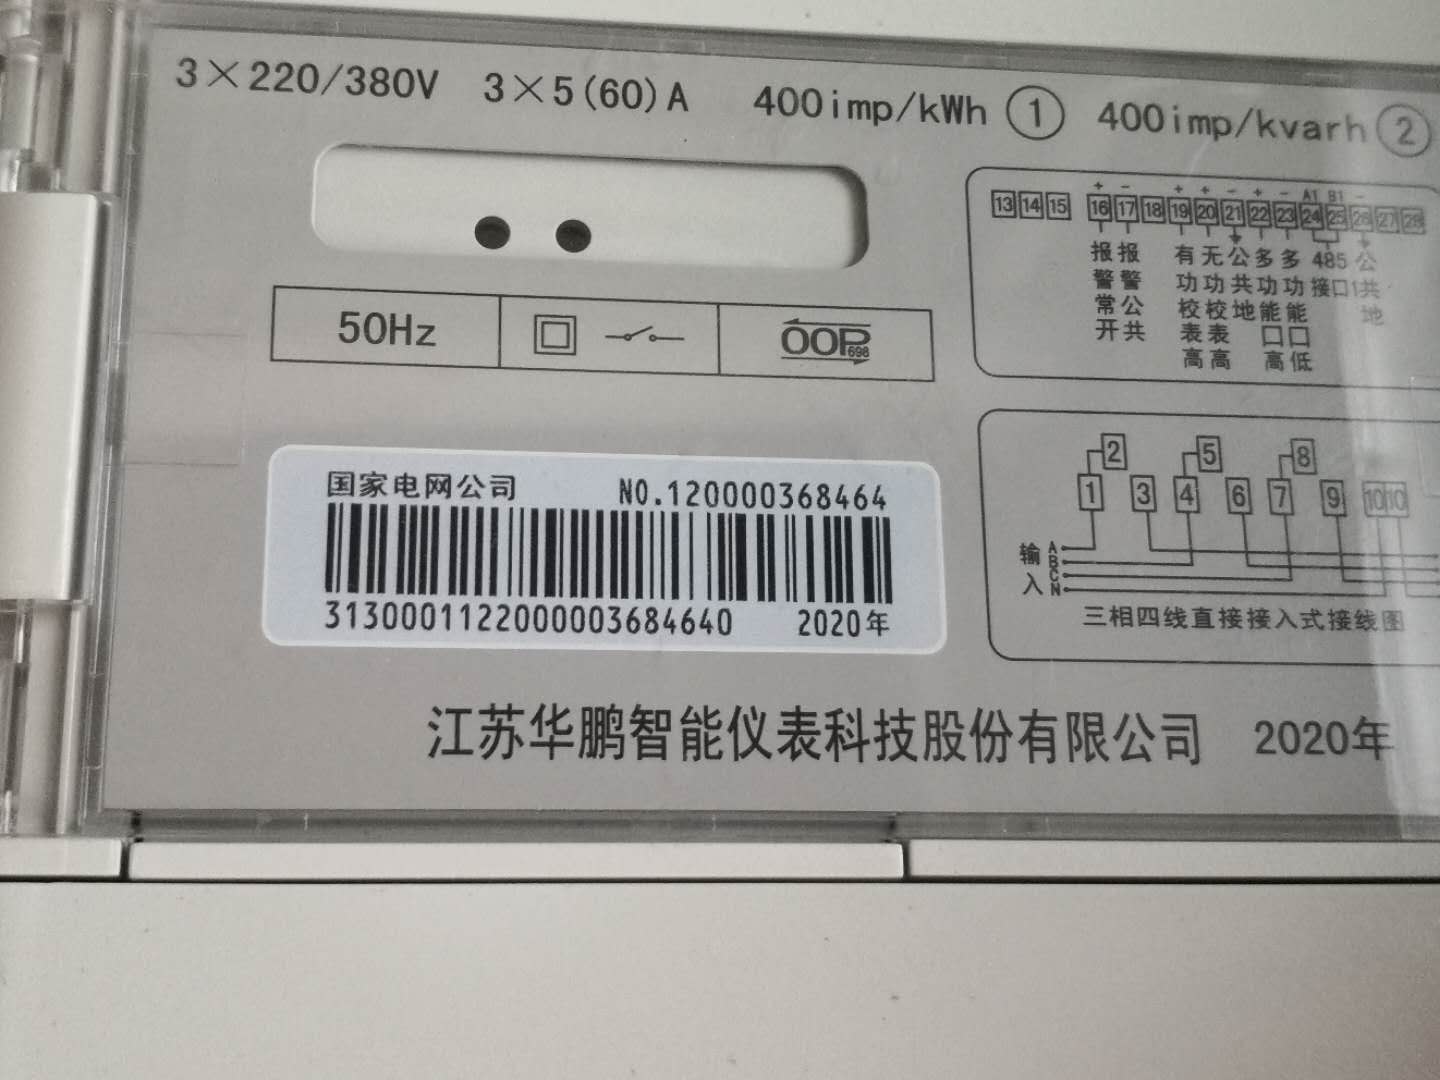 3×220/380V 3×5(60)A 400imp/kWh ① 400imp/kvarh ②
+ - + + - + - A1 B1 -
13 14 15 16 17 18 19 20 21 22 23 24 25 26 27 28
报警常开 报警公共 有功校表高 无功校表高 公共地 多功能口高 多功能口低 485接口1 公共地
50Hz OOP698
国家电网公司 NO.120000368464
3130001122000003684640 2020年
2 5 8
1 3 4 6 7 9 10 10
输入 A B C N
三相四线直接接入式接线图
江苏华鹏智能仪表科技股份有限公司 2020年